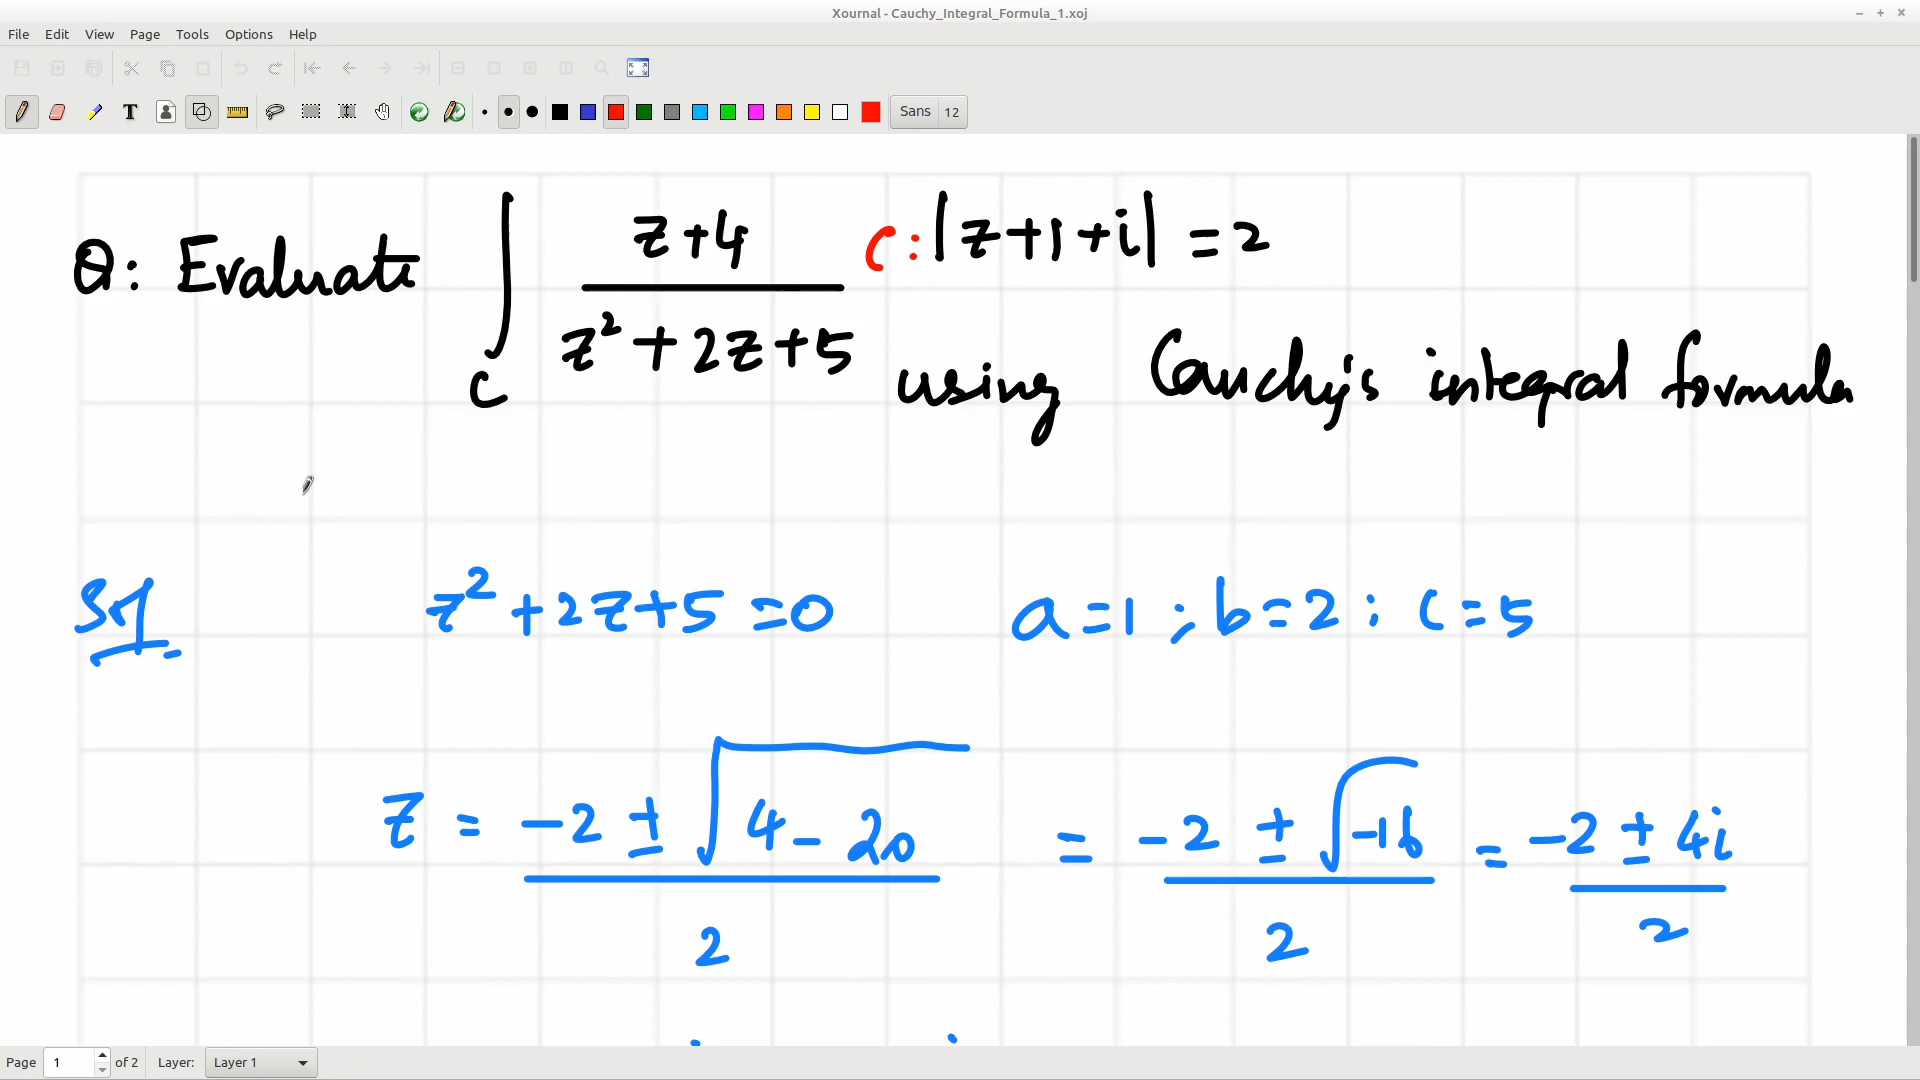 Xournal - Cauchy_Integral_Formula_1.xoj
File Edit View Page Tools Options Help
T Sans 12
Q: Evaluate ∫_C (z+4)/(z²+2z+5) C: |z+1+i| = 2
using Cauchy's integral formula
Sol z²+2z+5=0 a=1 ; b=2 ; c=5
z = (-2 ± √(4-20))/2 = (-2 ± √-16)/2 = (-2 ± 4i)/2
Page 1 of 2 Layer: Layer 1